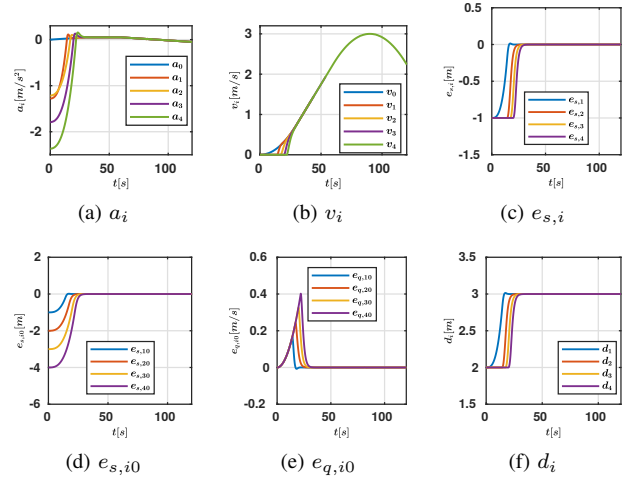 0
-1
-2
a_i[m/s^2]
a_1
a_1
a_2
a_3
a_4
0 50 100
t[s]
(a) a_i
3
2
1
0
v_i[m/s]
v_0
v_1
v_2
v_3
v_4
0 50 100
t[s]
(b) v_i
0.5
0
-0.5
-1
-1.5
e_{s,i}[m]
e_{s,1}
e_{s,2}
e_{s,3}
e_{s,4}
0 50 100
t[s]
(c) e_{s,i}
2
0
-2
-4
-6
e_{s,i0}[m]
e_{s,10}
e_{s,20}
e_{s,30}
e_{s,40}
0 50 100
t[s]
(d) e_{s,i0}
0.6
0.4
0.2
0
-0.2
e_{q,i0}[m/s]
e_{q,10}
e_{q,20}
e_{q,30}
e_{q,40}
0 50 100
t[s]
(e) e_{q,i0}
3.5
3
2.5
2
1.5
d_i[m]
d_1
d_2
d_3
d_4
0 50 100
t[s]
(f) d_i